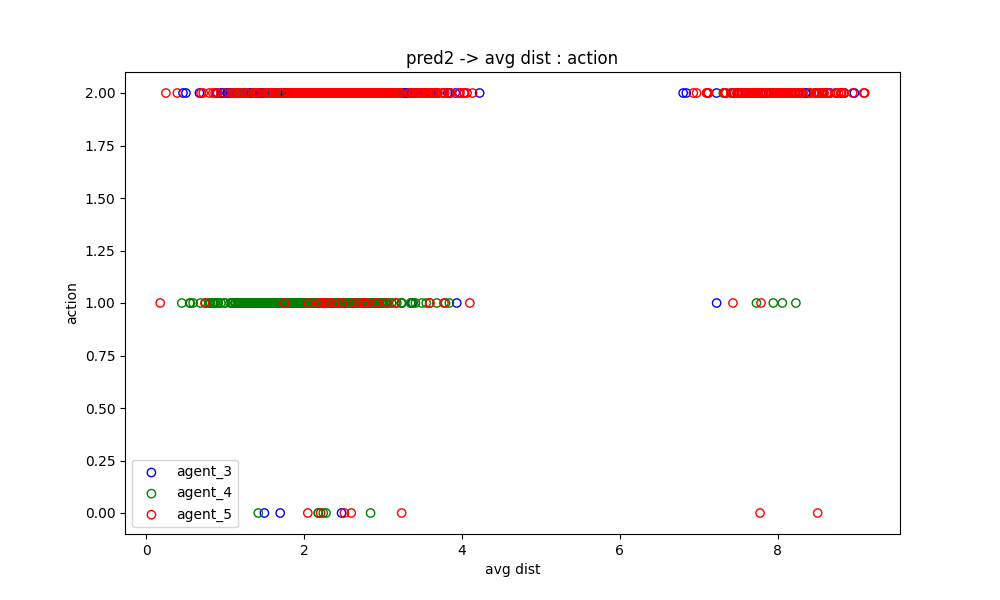 pred2 -> avg dist : action
2.00
1.75
1.50
1.25
1.00
0.75
0.50
0.25
0.00
action
agent_3
agent_4
agent_5
0
2
4
6
8
avg dist